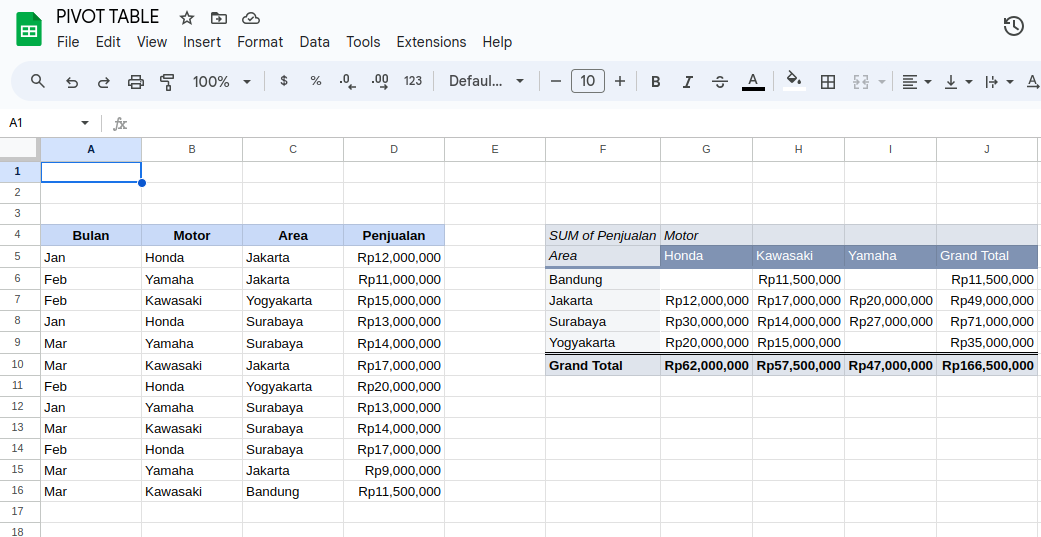 PIVOT TABLE
File Edit View Insert Format Data Tools Extensions Help
100% $ % .0 .00 123 Defaul... 10 B I A A
A1 fx
A B C D E F G H I J
1
2
3
4 Bulan Motor Area Penjualan SUM of Penjualan Motor
5 Jan Honda Jakarta Rp12,000,000 Area Honda Kawasaki Yamaha Grand Total
6 Feb Yamaha Jakarta Rp11,000,000 Bandung Rp11,500,000 Rp11,500,000
7 Feb Kawasaki Yogyakarta Rp15,000,000 Jakarta Rp12,000,000 Rp17,000,000 Rp20,000,000 Rp49,000,000
8 Jan Honda Surabaya Rp13,000,000 Surabaya Rp30,000,000 Rp14,000,000 Rp27,000,000 Rp71,000,000
9 Mar Yamaha Surabaya Rp14,000,000 Yogyakarta Rp20,000,000 Rp15,000,000 Rp35,000,000
10 Mar Kawasaki Jakarta Rp17,000,000 Grand Total Rp62,000,000 Rp57,500,000 Rp47,000,000 Rp166,500,000
11 Feb Honda Yogyakarta Rp20,000,000
12 Jan Yamaha Surabaya Rp13,000,000
13 Mar Kawasaki Surabaya Rp14,000,000
14 Feb Honda Surabaya Rp17,000,000
15 Mar Yamaha Jakarta Rp9,000,000
16 Mar Kawasaki Bandung Rp11,500,000
17
18